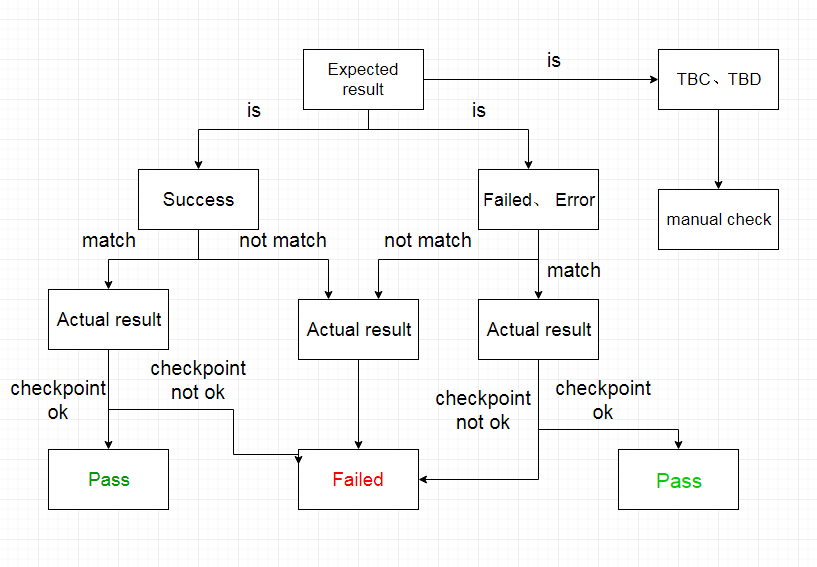 is
Expected
result
TBC、TBD
is
is
Success
Failed、 Error
manual check
match
not match
not match
match
Actual result
Actual result
Actual result
checkpoint
not ok
checkpoint
ok
checkpoint
not ok
checkpoint
ok
Pass
Failed
Pass